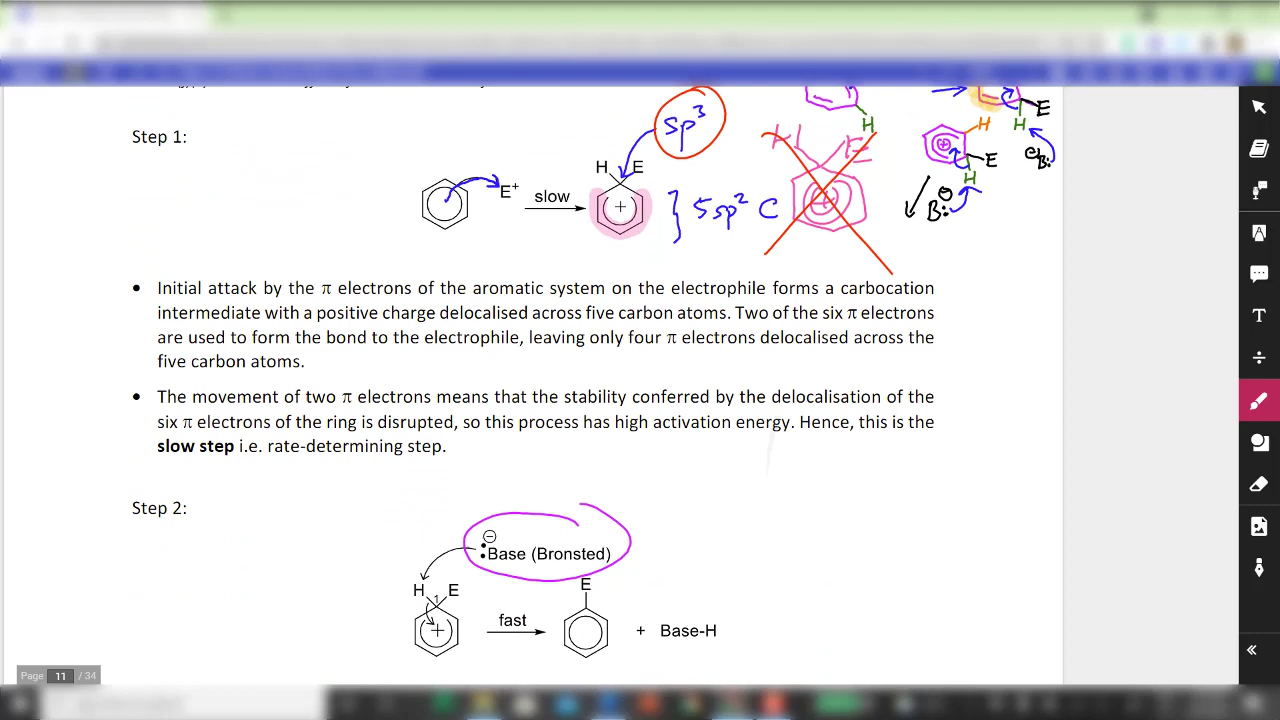 Step 1:
sp³
H E
E⁺
slow
+
} 5sp² C
H E
+
E
H
H
H
E
B:
+
E
H
⊖
B:
• Initial attack by the π electrons of the aromatic system on the electrophile forms a carbocation
intermediate with a positive charge delocalised across five carbon atoms. Two of the six π electrons
are used to form the bond to the electrophile, leaving only four π electrons delocalised across the
five carbon atoms.
• The movement of two π electrons means that the stability conferred by the delocalisation of the
six π electrons of the ring is disrupted, so this process has high activation energy. Hence, this is the
slow step i.e. rate-determining step.
Step 2:
⊖
:Base (Bronsted)
H E
1
+
fast
E
+ Base-H
Page 11 / 34